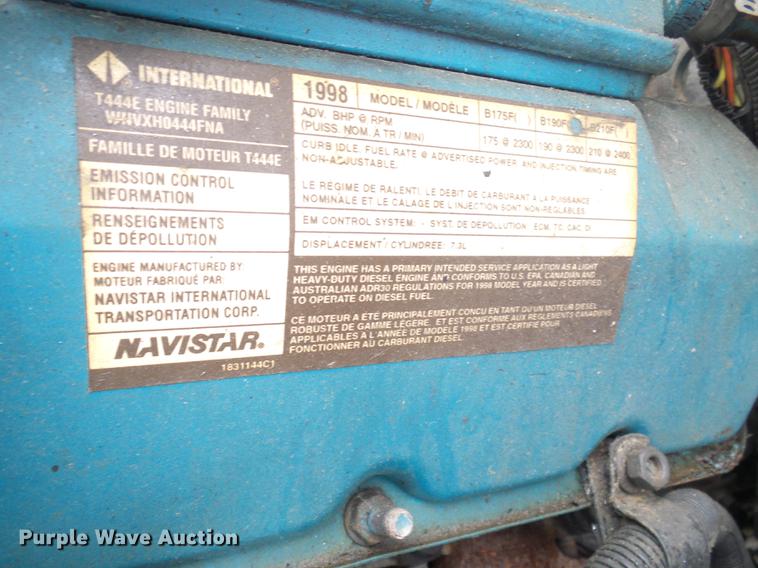 INTERNATIONAL®
T444E ENGINE FAMILY
WNVXH0444FNA
FAMILLE DE MOTEUR T444E
EMISSION CONTROL
INFORMATION
RENSEIGNEMENTS
DE DÉPOLLUTION
ENGINE MANUFACTURED BY:
MOTEUR FABRIQUÉ PAR:
NAVISTAR INTERNATIONAL
TRANSPORTATION CORP.
NAVISTAR®
1831144C1
1998 MODEL / MODÈLE B175F( ) B190F( B210F( )
ADV. BHP @ RPM
(PUISS. NOM. A TR / MIN) 175 @ 2300 190 @ 2300 210 @ 2400
CURB IDLE, FUEL RATE @ ADVERTISED POWER, AND INJECTION TIMING ARE
NON-ADJUSTABLE.
LE RÉGIME DE RALENTI, LE DÉBIT DE CARBURANT À LA PUISSANCE
NOMINALE ET LE CALAGE DE L'INJECTION SONT NON-RÉGLABLES.
EM CONTROL SYSTEM: - SYST. DE DÉPOLLUTION: ECM, TC, CAC, DI
DISPLACEMENT / CYLINDRÉE: 7.3L
THIS ENGINE HAS A PRIMARY INTENDED SERVICE APPLICATION AS A LIGHT
HEAVY-DUTY DIESEL ENGINE AND CONFORMS TO U.S. EPA, CANADIAN AND
AUSTRALIAN ADR30 REGULATIONS FOR 1998 MODEL YEAR AND IS CERTIFIED
TO OPERATE ON DIESEL FUEL.
CE MOTEUR A ÉTÉ PRINCIPALEMENT CONÇU EN TANT QU'UN MOTEUR DIESEL
ROBUSTE DE GAMME LÉGÈRE. ET EST CONFORME AUX RÈGLEMENTS CANADIENS
APPLICABLES À L'ANNÉE DE MODÈLE 1998 ET EST CERTIFIÉ POUR
FONCTIONNER AU CARBURANT DIESEL.
Purple Wave Auction